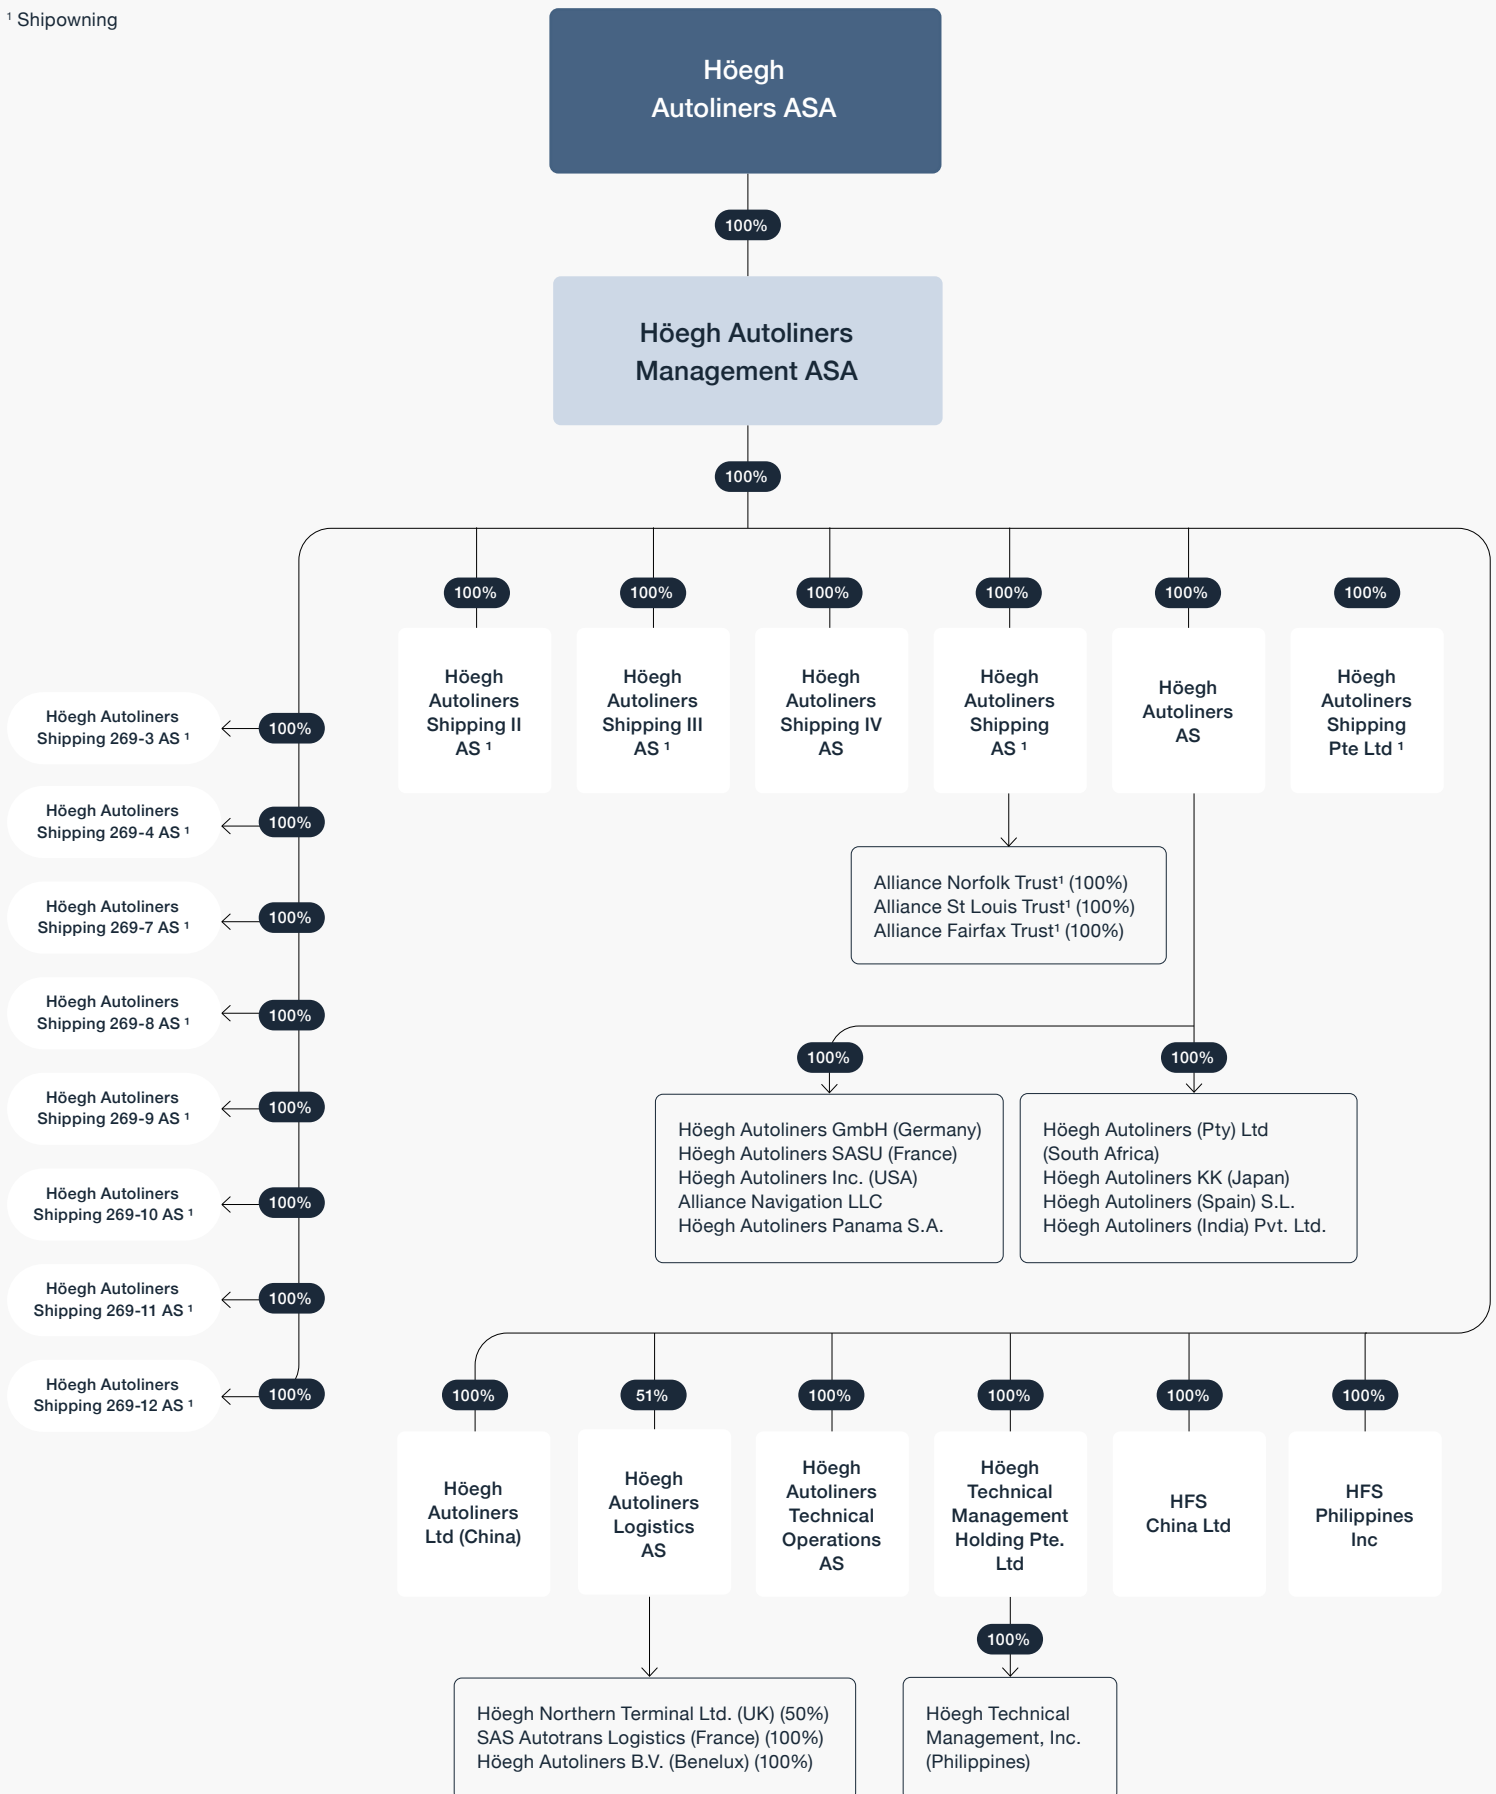 ¹ Shipowning
Höegh
Autoliners ASA
100%
Höegh Autoliners
Management ASA
100%
100%
100%
100%
100%
100%
100%
Höegh
Autoliners
Shipping II
AS ¹
Höegh
Autoliners
Shipping III
AS ¹
Höegh
Autoliners
Shipping IV
AS
Höegh
Autoliners
Shipping
AS ¹
Höegh
Autoliners
AS
Höegh
Autoliners
Shipping
Pte Ltd ¹
Höegh Autoliners
Shipping 269-3 AS ¹
100%
Höegh Autoliners
Shipping 269-4 AS ¹
100%
Höegh Autoliners
Shipping 269-7 AS ¹
100%
Höegh Autoliners
Shipping 269-8 AS ¹
100%
Höegh Autoliners
Shipping 269-9 AS ¹
100%
Höegh Autoliners
Shipping 269-10 AS ¹
100%
Höegh Autoliners
Shipping 269-11 AS ¹
100%
Höegh Autoliners
Shipping 269-12 AS ¹
100%
Alliance Norfolk Trust¹ (100%)
Alliance St Louis Trust¹ (100%)
Alliance Fairfax Trust¹ (100%)
100%
100%
Höegh Autoliners GmbH (Germany)
Höegh Autoliners SASU (France)
Höegh Autoliners Inc. (USA)
Alliance Navigation LLC
Höegh Autoliners Panama S.A.
Höegh Autoliners (Pty) Ltd
(South Africa)
Höegh Autoliners KK (Japan)
Höegh Autoliners (Spain) S.L.
Höegh Autoliners (India) Pvt. Ltd.
100%
51%
100%
100%
100%
100%
Höegh
Autoliners
Ltd (China)
Höegh
Autoliners
Logistics
AS
Höegh
Autoliners
Technical
Operations
AS
Höegh
Technical
Management
Holding Pte.
Ltd
HFS
China Ltd
HFS
Philippines
Inc
100%
Höegh Northern Terminal Ltd. (UK) (50%)
SAS Autotrans Logistics (France) (100%)
Höegh Autoliners B.V. (Benelux) (100%)
Höegh Technical
Management, Inc.
(Philippines)